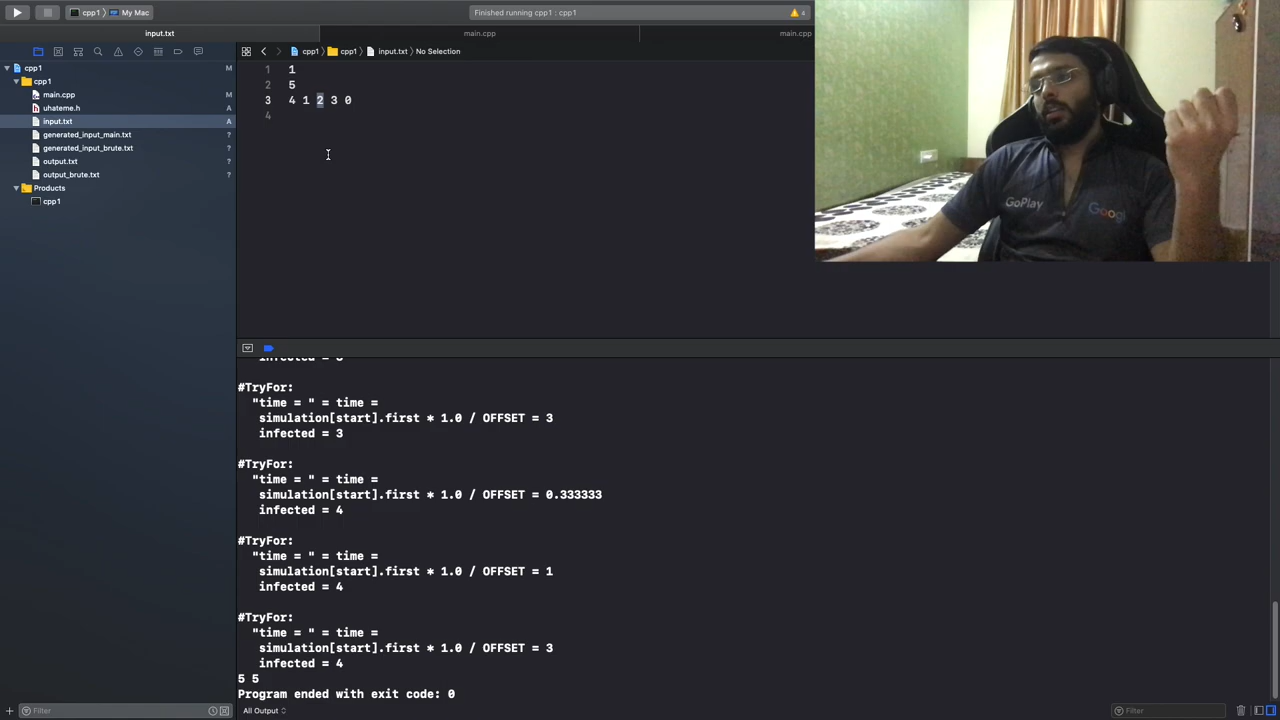 cpp1 〉 My Mac
Finished running cpp1 : cpp1
4
input.txt
main.cpp
main.cpp
cpp1 〉 cpp1 〉 input.txt 〉 No Selection
cpp1 M
cpp1
main.cpp M
uhateme.h A
input.txt A
generated_input_main.txt ?
generated_input_brute.txt ?
output.txt ?
output_brute.txt ?
Products
cpp1
1 1
2 5
3 4 1 2 3 0
4
GoPlay
Googl
#TryFor:
"time = " = time =
simulation[start].first * 1.0 / OFFSET = 3
infected = 3
#TryFor:
"time = " = time =
simulation[start].first * 1.0 / OFFSET = 0.333333
infected = 4
#TryFor:
"time = " = time =
simulation[start].first * 1.0 / OFFSET = 1
infected = 4
#TryFor:
"time = " = time =
simulation[start].first * 1.0 / OFFSET = 3
infected = 4
5 5
Program ended with exit code: 0
Filter
All Output
Filter